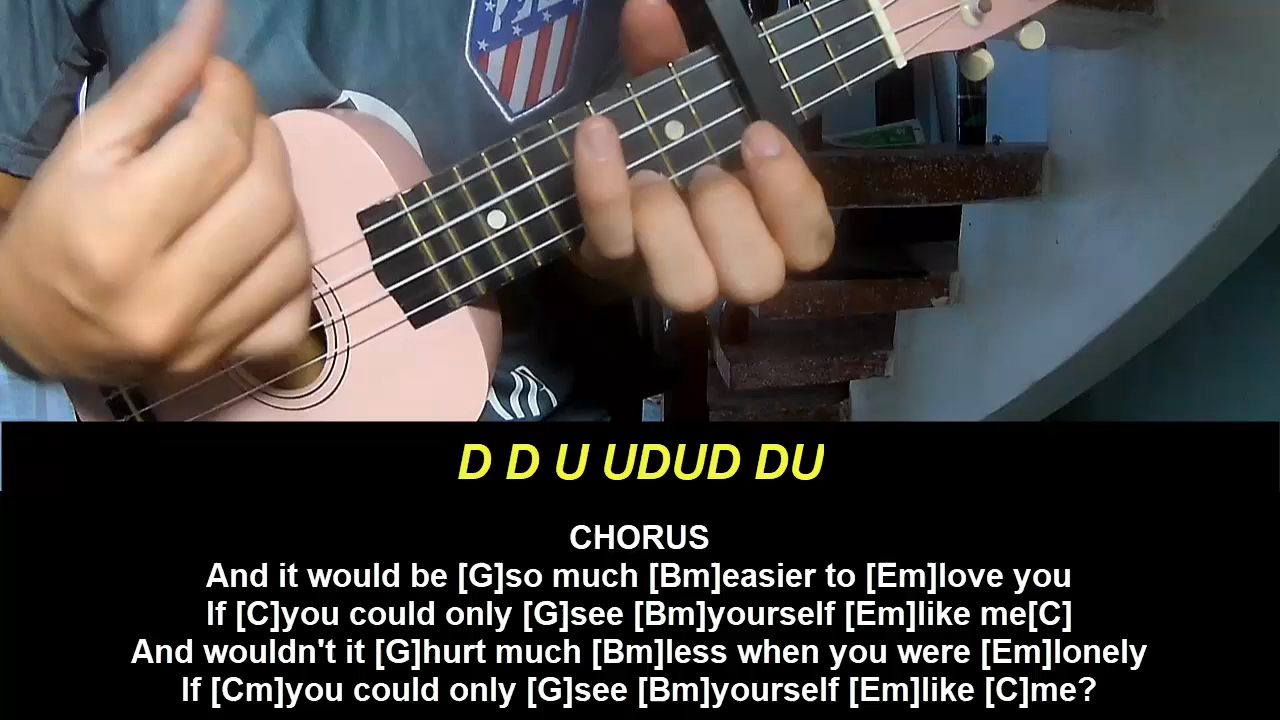 D D U UDUD DU
CHORUS
And it would be [G]so much [Bm]easier to [Em]love you
If [C]you could only [G]see [Bm]yourself [Em]like me[C]
And wouldn't it [G]hurt much [Bm]less when you were [Em]lonely
If [Cm]you could only [G]see [Bm]yourself [Em]like [C]me?